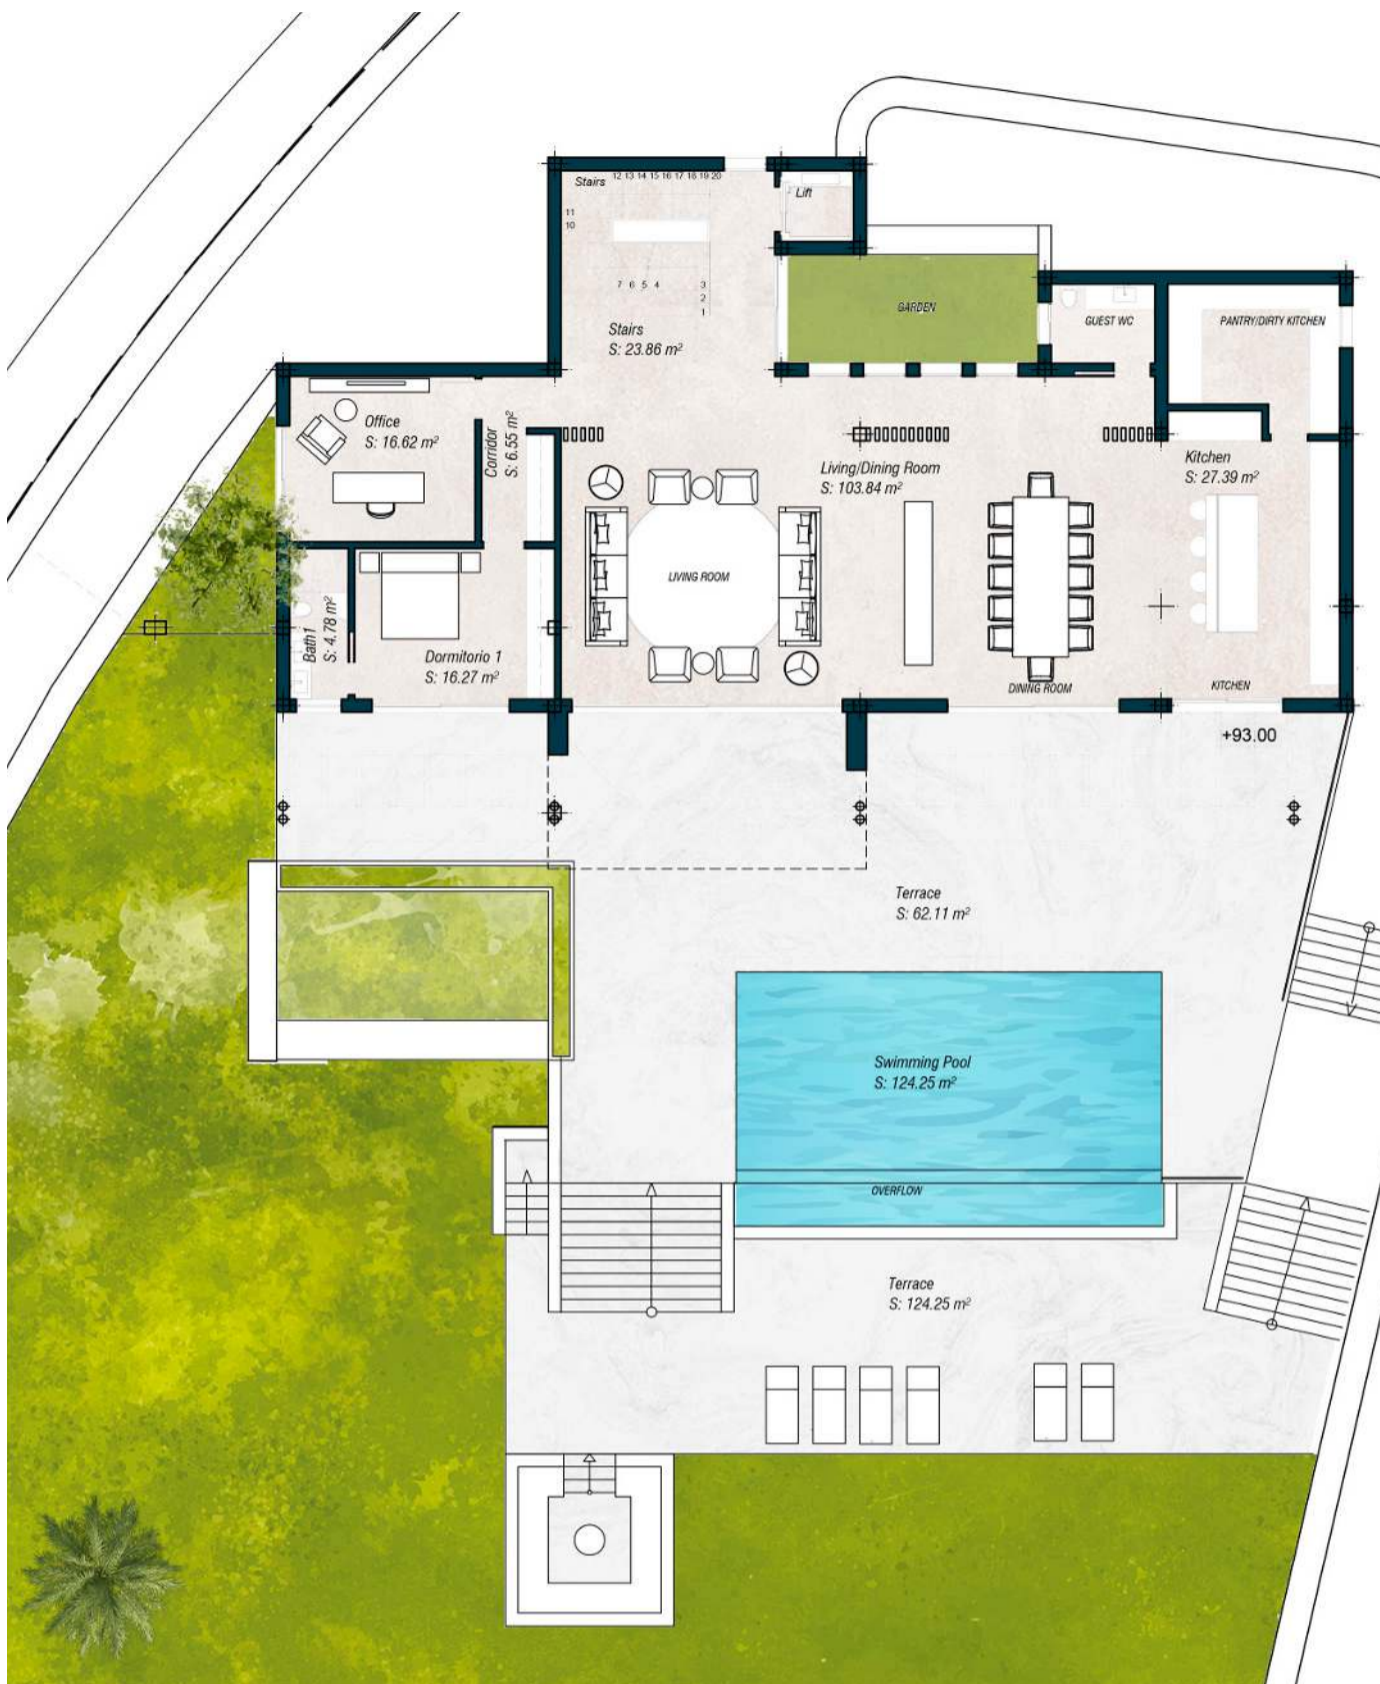 Stairs
12 13 14 15 16 17 18 19 20
Lift
11
10
7 6 5 4
3
2
1
Stairs
S: 23.86 m²
GARDEN
GUEST WC
PANTRY/DIRTY KITCHEN
Office
S: 16.62 m²
Corridor
S: 6.55 m²
Living/Dining Room
S: 103.84 m²
Kitchen
S: 27.39 m²
LIVING ROOM
Bath1
S: 4.78 m²
Dormitorio 1
S: 16.27 m²
DINING ROOM
KITCHEN
+93.00
Terrace
S: 62.11 m²
Swimming Pool
S: 124.25 m²
OVERFLOW
Terrace
S: 124.25 m²